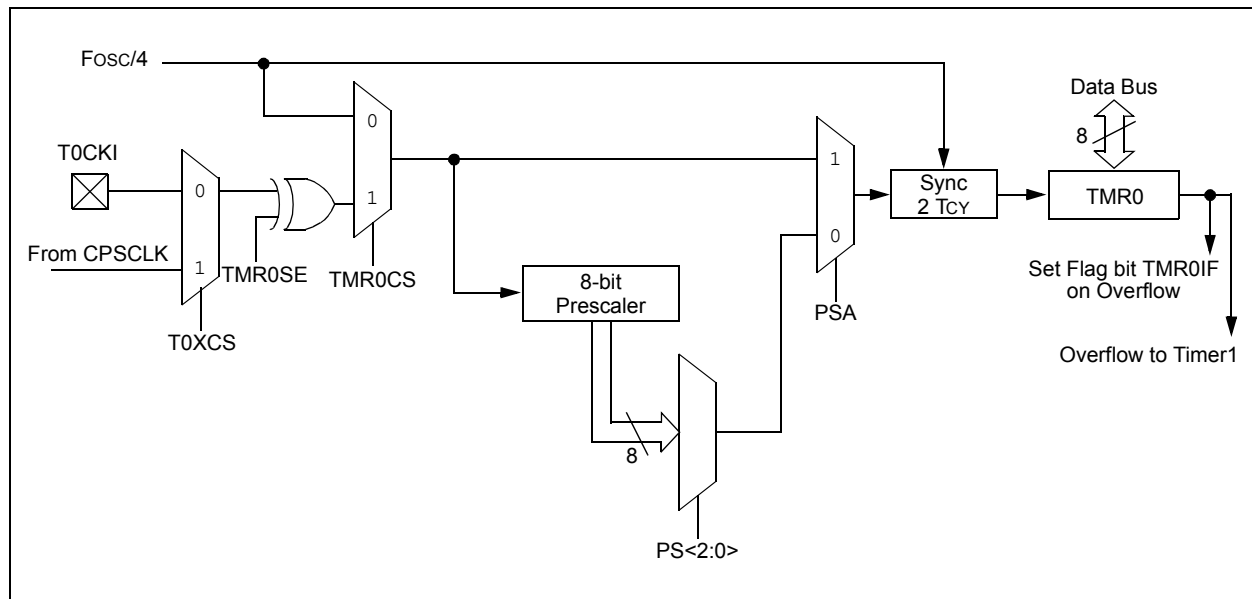 FOSC/4
Data Bus
8
0
1
T0CKI
0
1
Sync
2 TCY
TMR0
From CPSCLK
1
TMR0SE
TMR0CS
0
8-bit
Prescaler
PSA
Set Flag bit TMR0IF
on Overflow
T0XCS
Overflow to Timer1
8
PS<2:0>